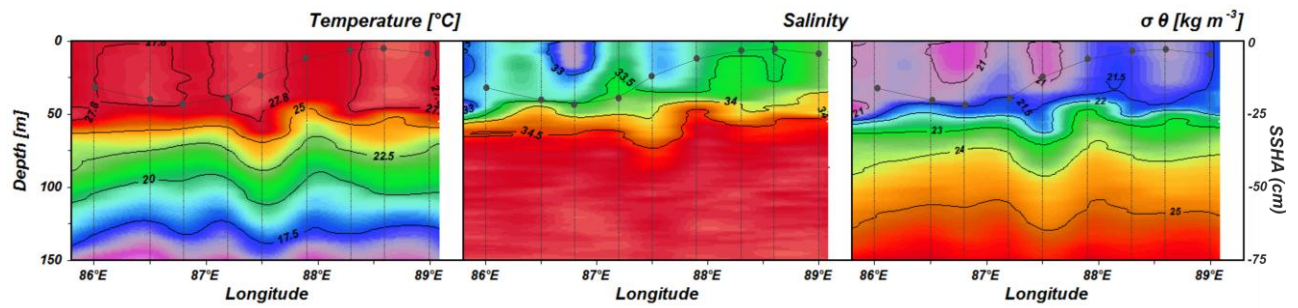 Temperature [°C]
Salinity
σ θ [kg m⁻³]
Depth [m]
0
50
100
150
27.8
27.8
27.8
25
22.5
20
17.5
86°E
87°E
88°E
89°E
Longitude
33
33
33.5
34
34
34.5
86°E
87°E
88°E
89°E
Longitude
21
21
21
21.5
21.5
22
23
24
25
86°E
87°E
88°E
89°E
Longitude
0
-25
-50
-75
SSHA (cm)